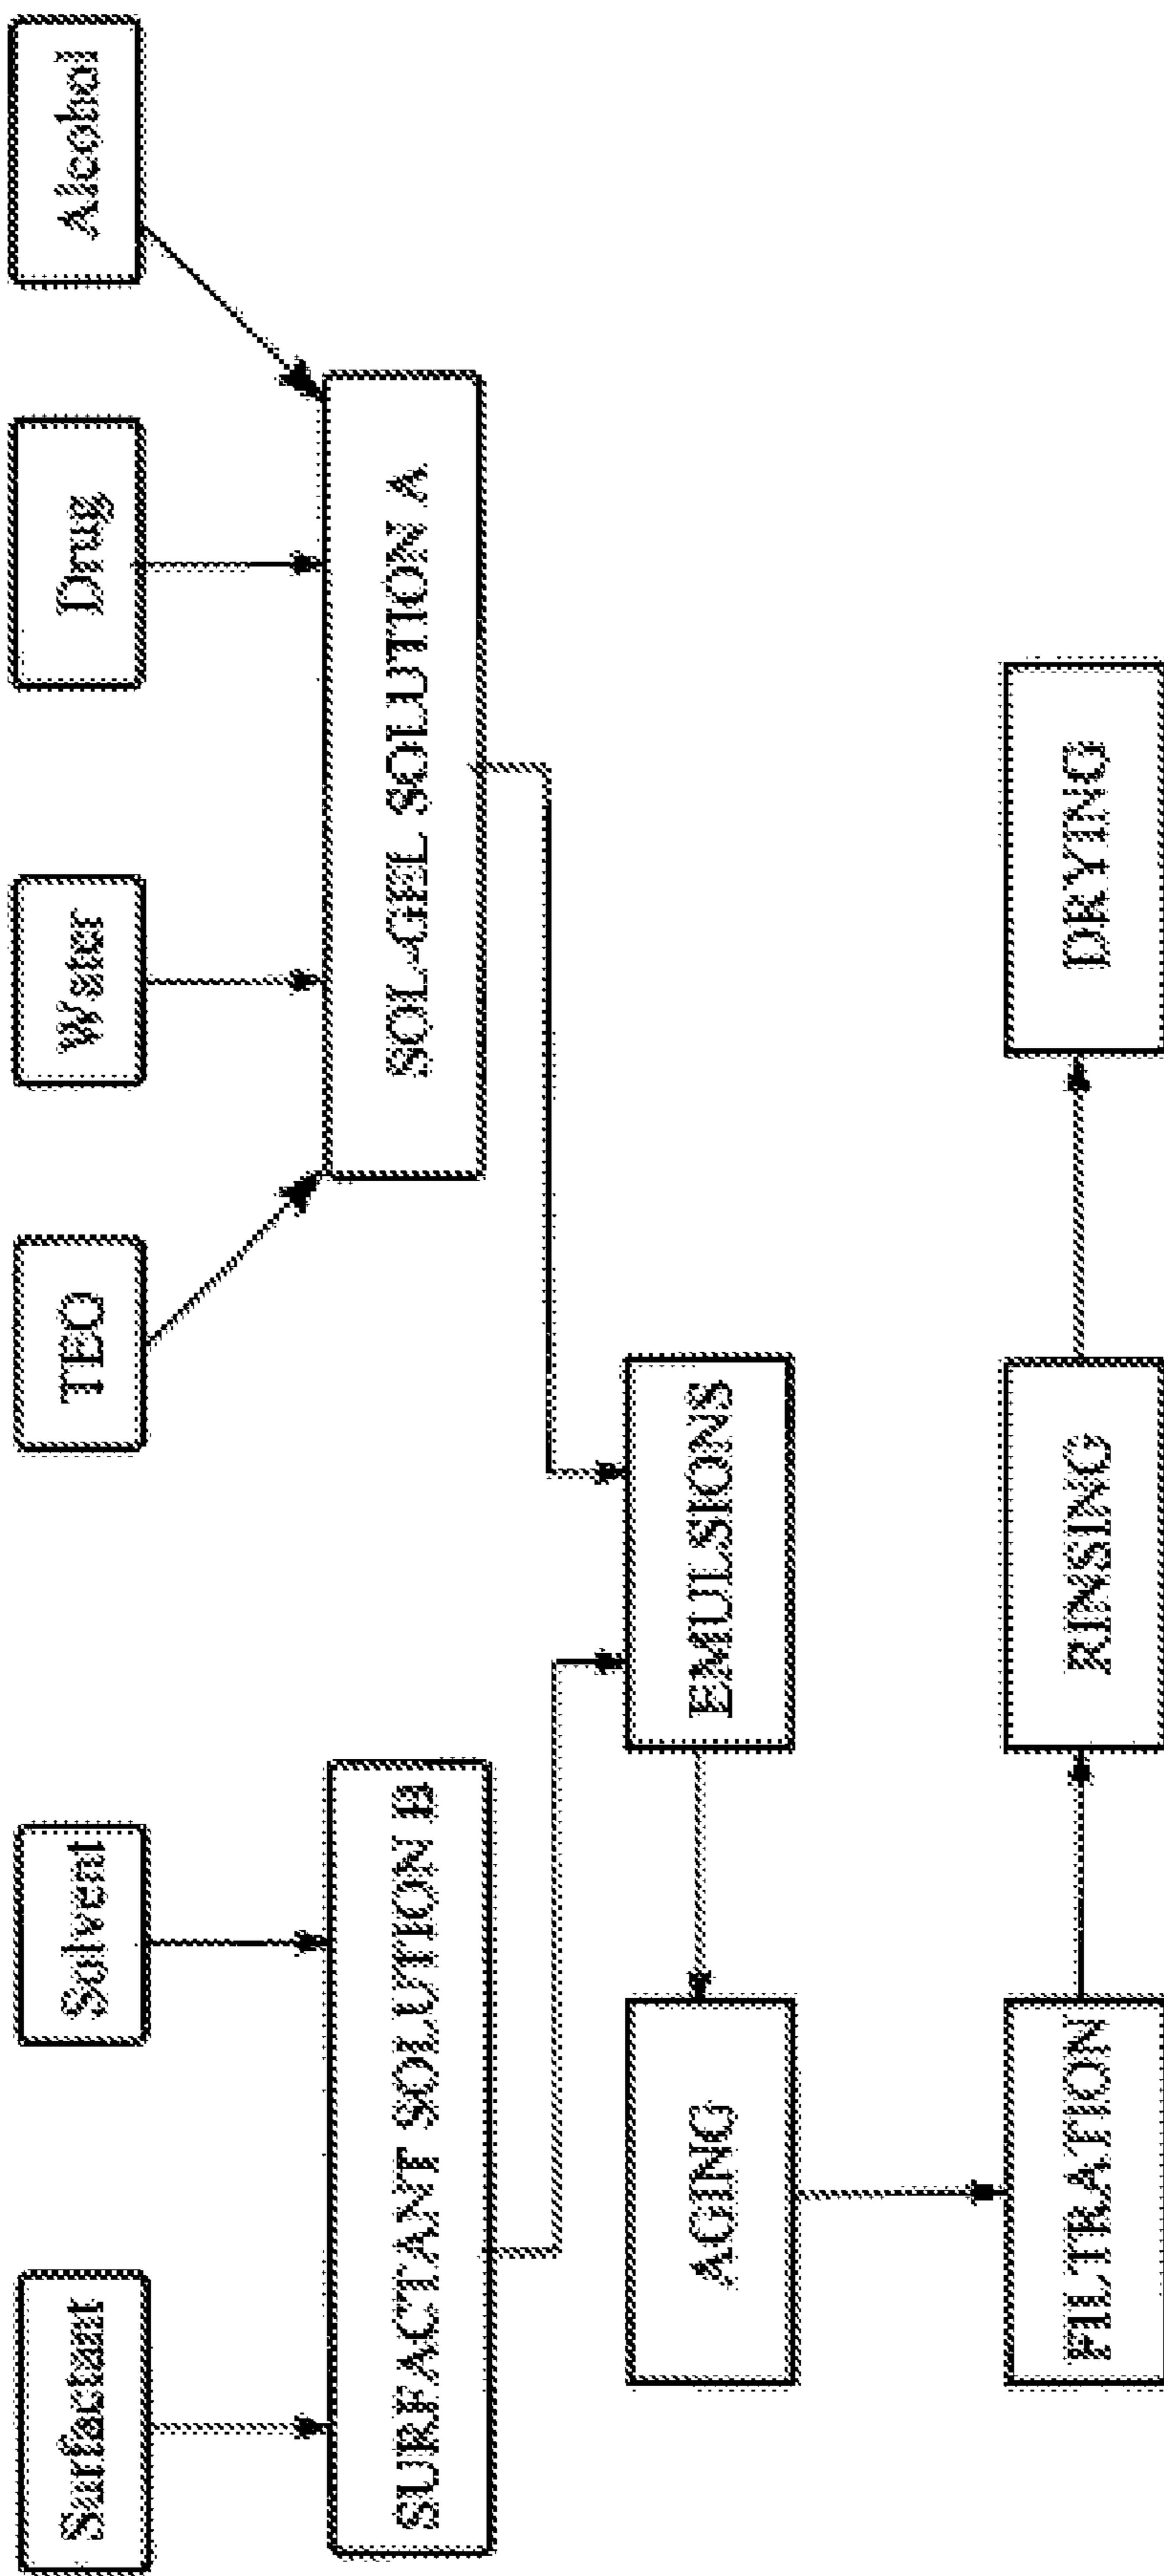 Surfactant
Solvent
TEO
Water
Drug
Alcohol
SURFACTANT SOLUTION B
SOL-GEL SOLUTION A
EMULSIONS
AGING
FILTRATION
RINSING
DRYING